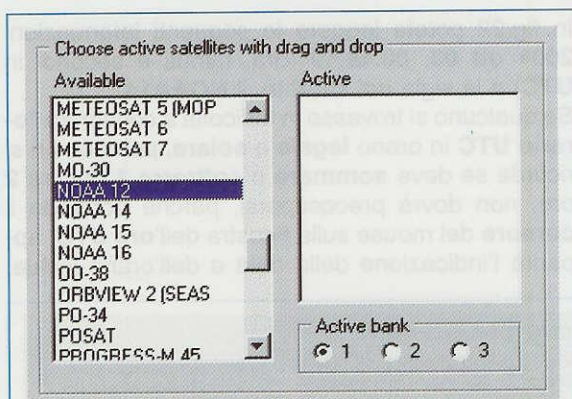 Choose active satellites with drag and drop
Available
Active
METEOSAT 5 (MOP
METEOSAT 6
METEOSAT 7
MO-30
NOAA 12
NOAA 14
NOAA 15
NOAA 16
OO-38
ORBVIEW 2 (SEAS
PO-34
POSAT
PROGRESS-M 45
Active bank
1 2 3